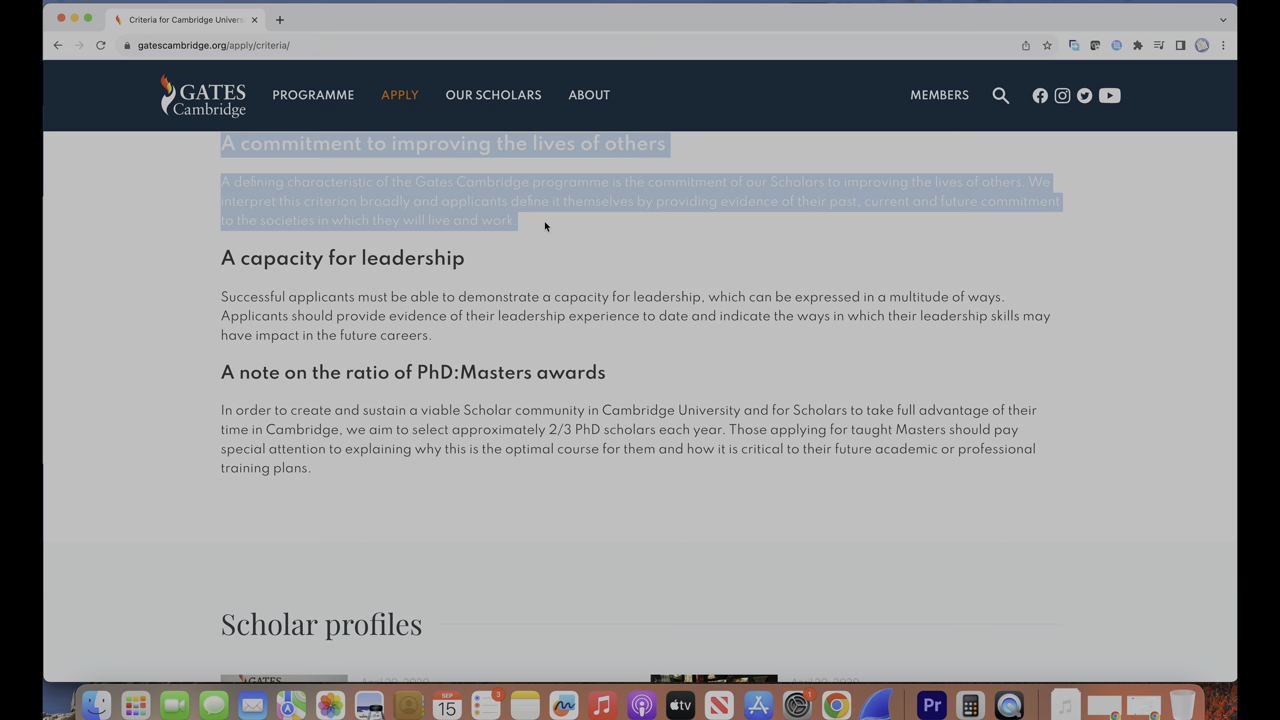 Criteria for Cambridge Univers
gatescambridge.org/apply/criteria/
GATES
Cambridge
PROGRAMME
APPLY
OUR SCHOLARS
ABOUT
MEMBERS
A commitment to improving the lives of others
A defining characteristic of the Gates Cambridge programme is the commitment of our Scholars to improving the lives of others. We
interpret this criterion broadly and applicants define it themselves by providing evidence of their past, current and future commitment
to the societies in which they will live and work.
A capacity for leadership
Successful applicants must be able to demonstrate a capacity for leadership, which can be expressed in a multitude of ways.
Applicants should provide evidence of their leadership experience to date and indicate the ways in which their leadership skills may
have impact in the future careers.
A note on the ratio of PhD:Masters awards
In order to create and sustain a viable Scholar community in Cambridge University and for Scholars to take full advantage of their
time in Cambridge, we aim to select approximately 2/3 PhD scholars each year. Those applying for taught Masters should pay
special attention to explaining why this is the optimal course for them and how it is critical to their future academic or professional
training plans.
Scholar profiles
GATES
SEP
15
3
tv
1
Pr